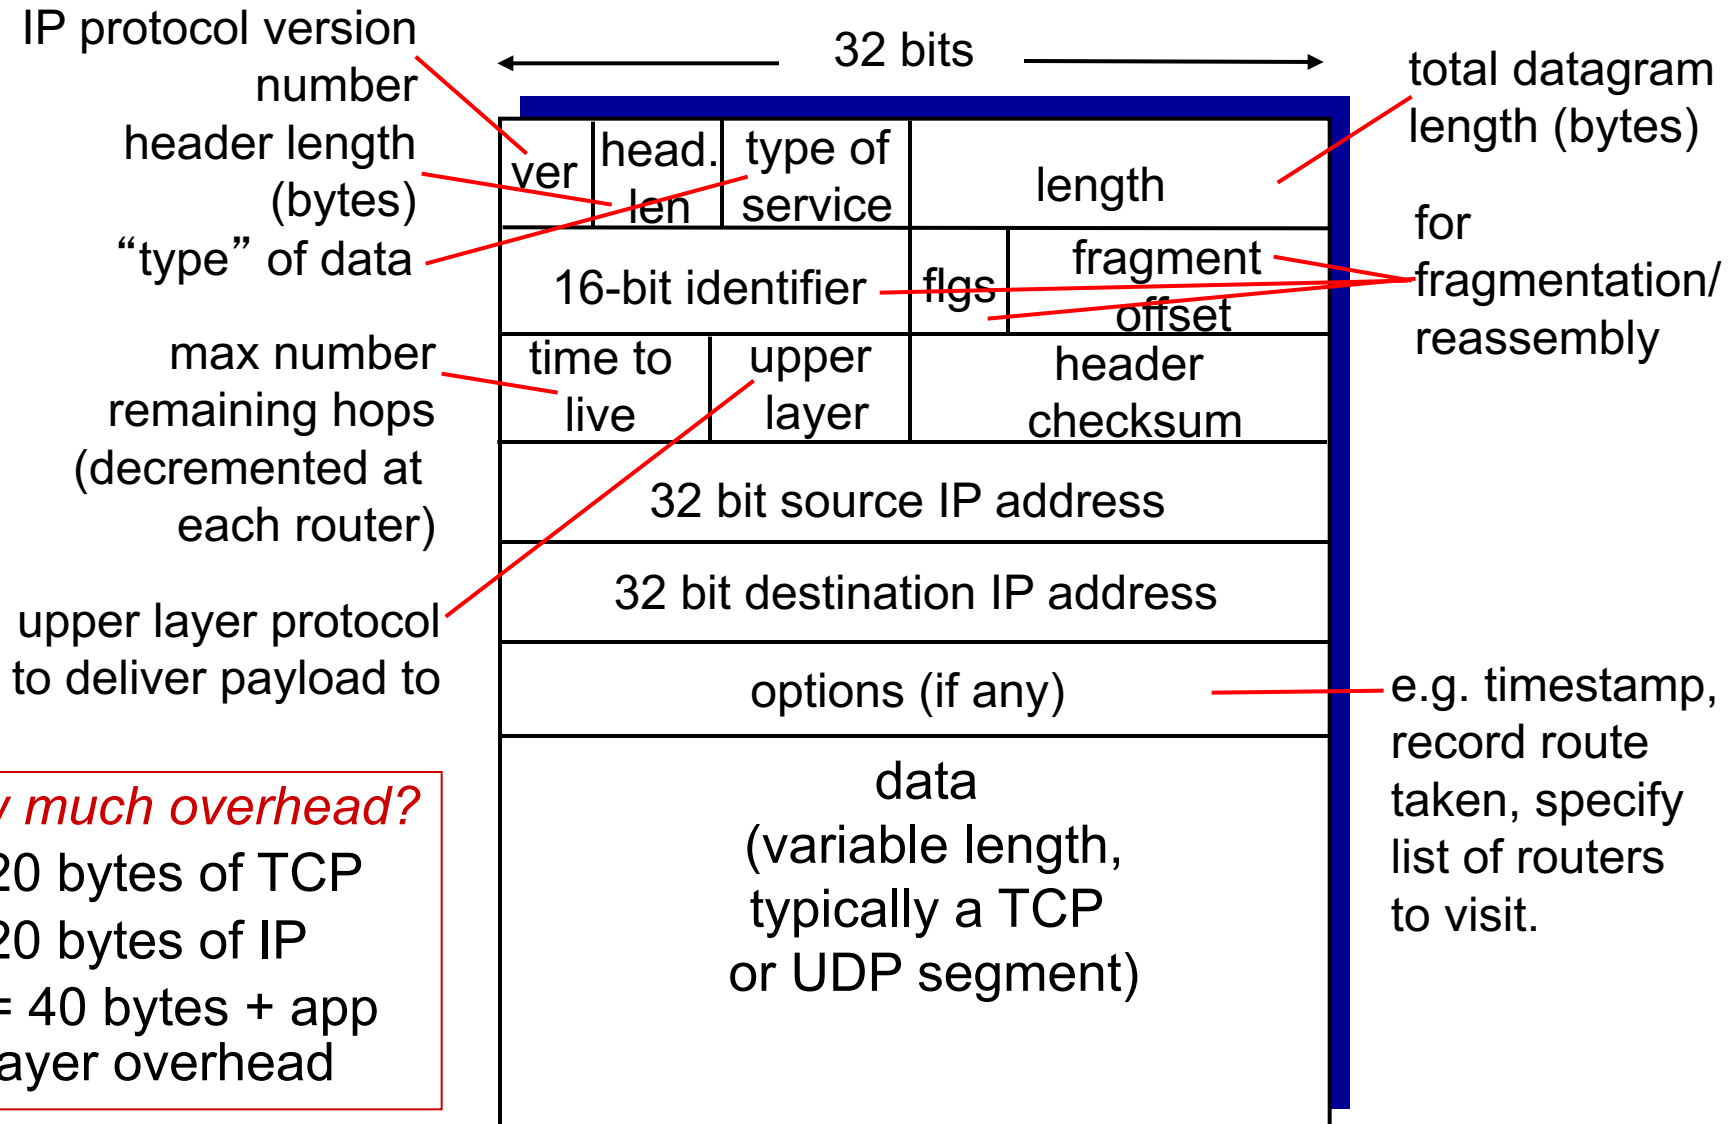 IP protocol version
number
header length
(bytes)
“type” of data
max number
remaining hops
(decremented at
each router)
upper layer protocol
to deliver payload to
much overhead?
20 bytes of TCP
20 bytes of IP
= 40 bytes + app
overhead
32 bits
ver
head.
len
type of
service
length
16-bit identifier
flgs
fragment
offset
time to
live
upper
layer
header
checksum
32 bit source IP address
32 bit destination IP address
options (if any)
data
(variable length,
typically a TCP
or UDP segment)
total datagram
length (bytes)
for
fragmentation/
reassembly
e.g. timestamp,
record route
taken, specify
list of routers
to visit.